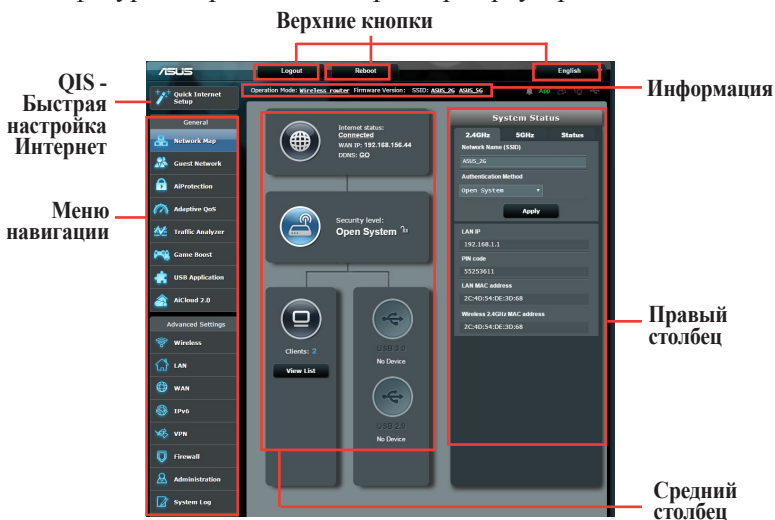 Верхние кнопки
QIS -
Быстрая
настройка
Интернет
Меню
навигации
Информация
Правый
столбец
Средний
столбец
ASUS
Logout
Reboot
English
Quick Internet
Setup
Operation Mode: Wireless router Firmware Version: SSID: ASUS_2G ASUS_5G
App
General
Network Map
Guest Network
AiProtection
Adaptive QoS
Traffic Analyzer
Game Boost
USB Application
AiCloud 2.0
Advanced Settings
Wireless
LAN
WAN
IPv6
VPN
Firewall
Administration
System Log
Internet status:
Connected
WAN IP: 192.168.156.44
DDNS: GO
Security level:
Open System
Clients: 2
View List
USB 3.0
No Device
USB 2.0
No Device
System Status
2.4GHz 5GHz Status
Network Name (SSID)
ASUS_2G
Authentication Method
Open System
Apply
LAN IP
192.168.1.1
PIN code
55253611
LAN MAC address
2C:4D:54:DE:3D:68
Wireless 2.4GHz MAC address
2C:4D:54:DE:3D:68